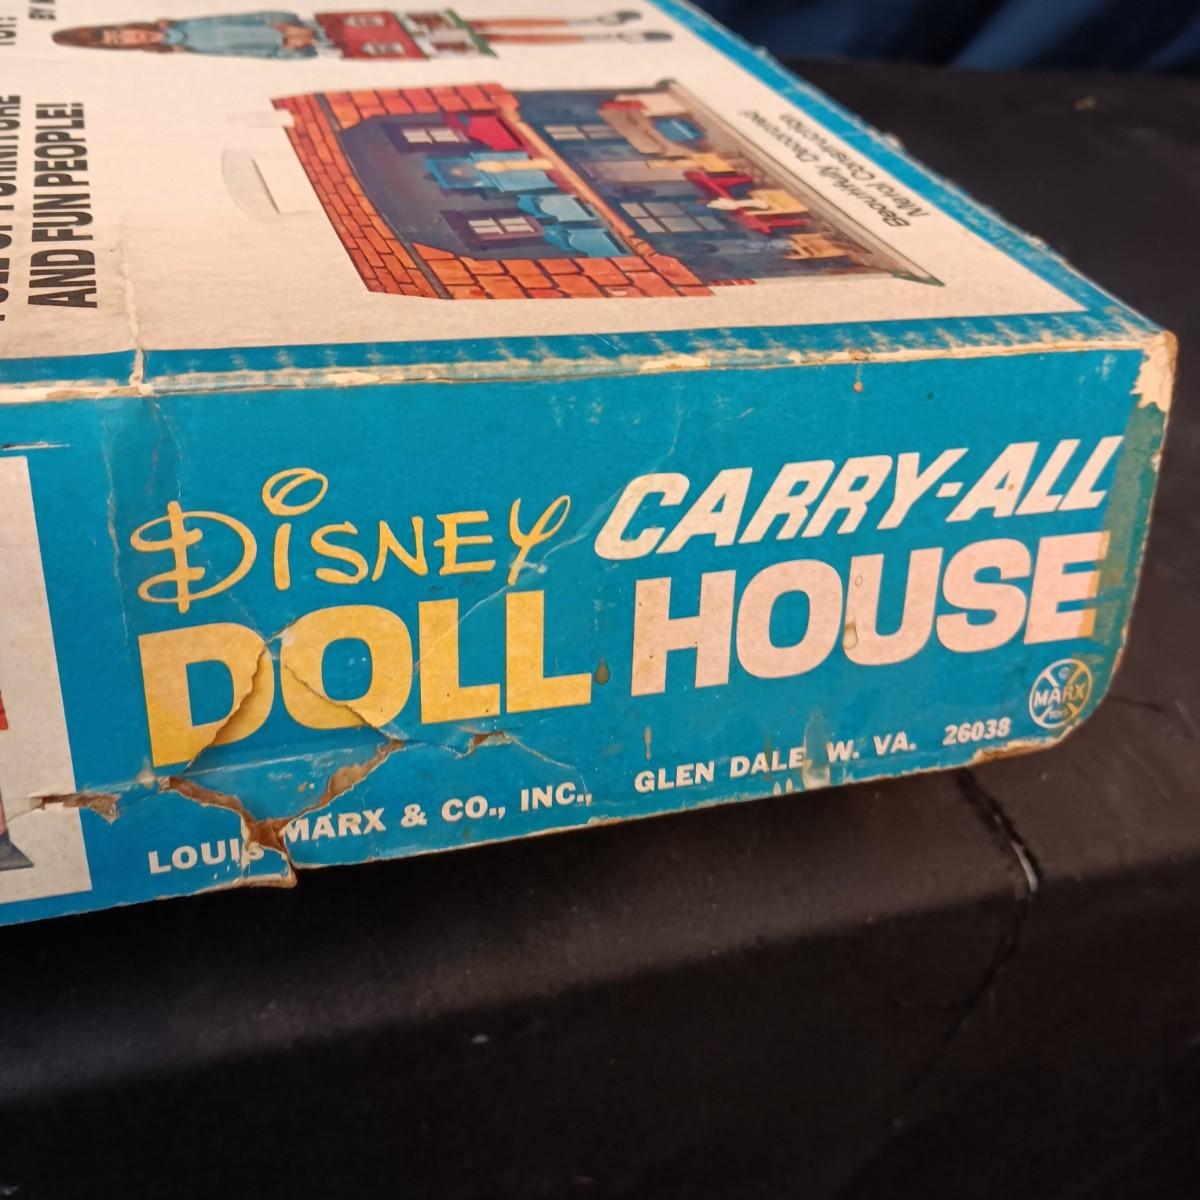 AND FUN PEOPLE!
Beautifully Decorated
Metal Construction
DISNEY CARRY-ALL
DOLL HOUSE
LOUIS MARX & CO., INC., GLEN DALE, W. VA. 26038
MARX
TOYS